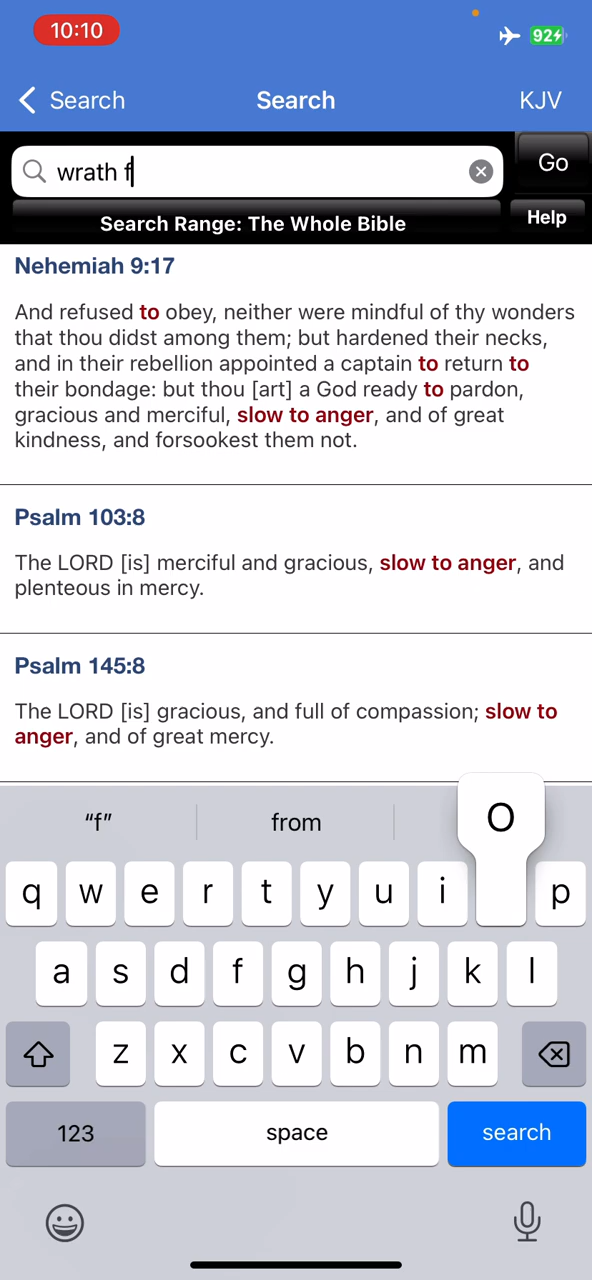 10:10
92
Search
Search
KJV
wrath f
Go
Search Range: The Whole Bible
Help
Nehemiah 9:17
And refused to obey, neither were mindful of thy wonders
that thou didst among them; but hardened their necks,
and in their rebellion appointed a captain to return to
their bondage: but thou [art] a God ready to pardon,
gracious and merciful, slow to anger, and of great
kindness, and forsookest them not.
Psalm 103:8
The LORD [is] merciful and gracious, slow to anger, and
plenteous in mercy.
Psalm 145:8
The LORD [is] gracious, and full of compassion; slow to
anger, and of great mercy.
“f”
from
o
q w e r t y u i p
a s d f g h j k l
z x c v b n m
123
space
search